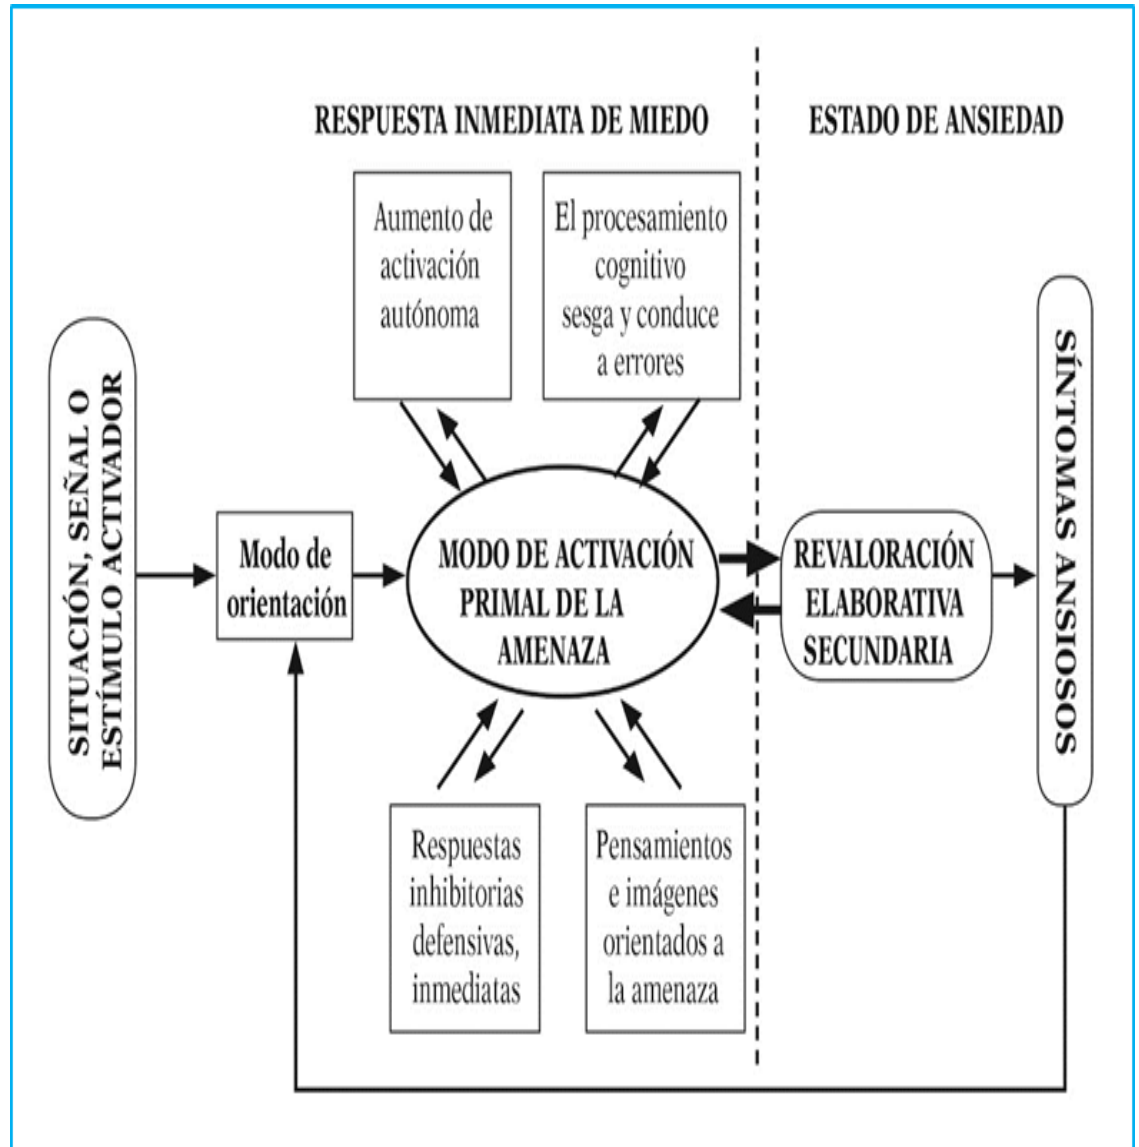 RESPUESTA INMEDIATA DE MIEDO
ESTADO DE ANSIEDAD
Aumento de
activación
autónoma
El procesamiento
cognitivo
sesga y conduce
a errores
SITUACIÓN, SEÑAL O
ESTÍMULO ACTIVADOR
Modo de
orientación
MODO DE ACTIVACIÓN
PRIMAL DE LA
AMENAZA
REVALORACIÓN
ELABORATIVA
SECUNDARIA
SÍNTOMAS ANSIOSOS
Respuestas
inhibitorias
defensivas,
inmediatas
Pensamientos
e imágenes
orientados a
la amenaza